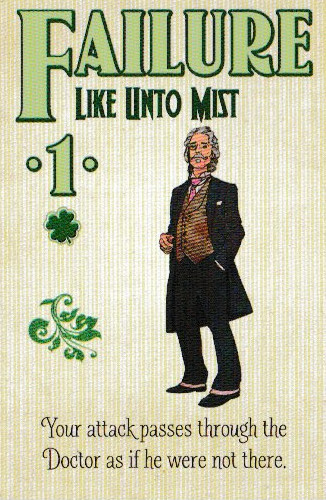 FAILURE
LIKE UNTO MIST
·1·
Your attack passes through the
Doctor as if he were not there.